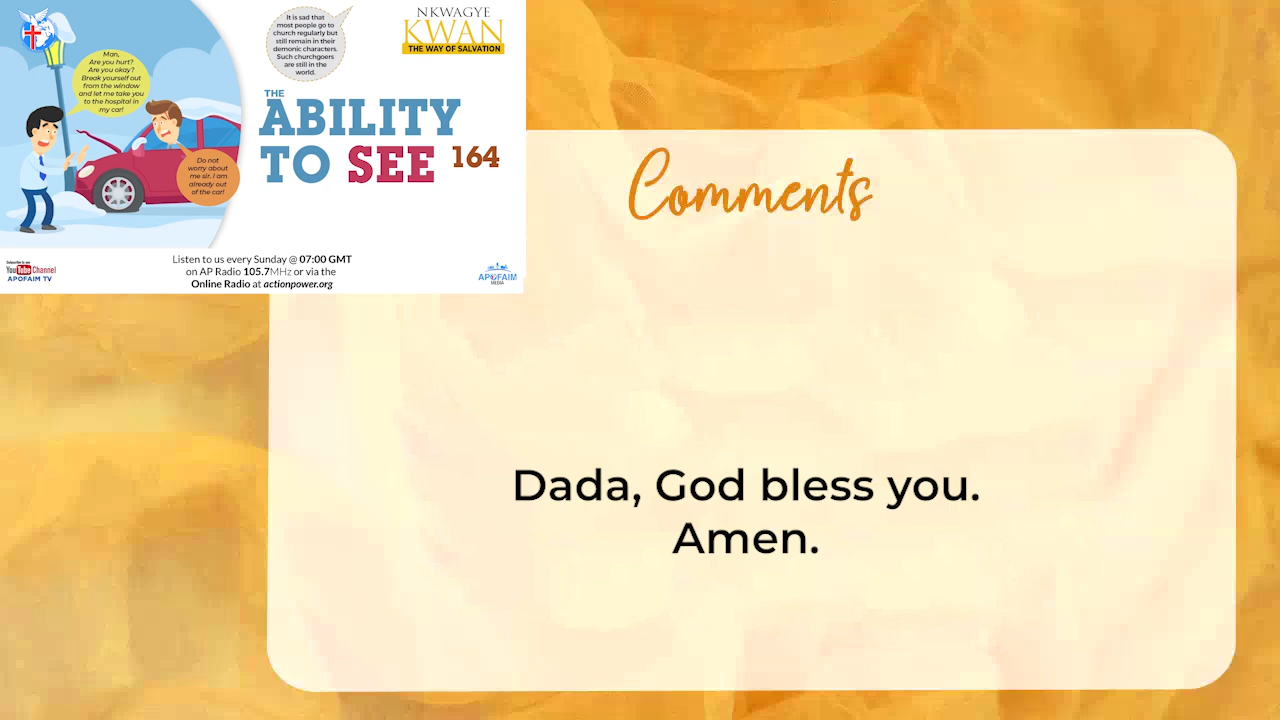 Man,
Are you hurt?
Are you okay?
Break yourself out
from the window
and let me take you
to the hospital in
my car!
Do not
worry about
me sir. I am
already out
of the car!
It is sad that
most people go to
church regularly but
still remain in their
demonic characters.
Such churchgoers
are still in the
world.
NKWAGYE
KWAN
THE WAY OF SALVATION
THE
ABILITY
TO SEE 164
Subscribe to our
YouTube Channel
APOFAIM TV
Listen to us every Sunday @ 07:00 GMT
on AP Radio 105.7MHz or via the
Online Radio at actionpower.org
APOFAIM
MEDIA
Comments
Dada, God bless you.
Amen.